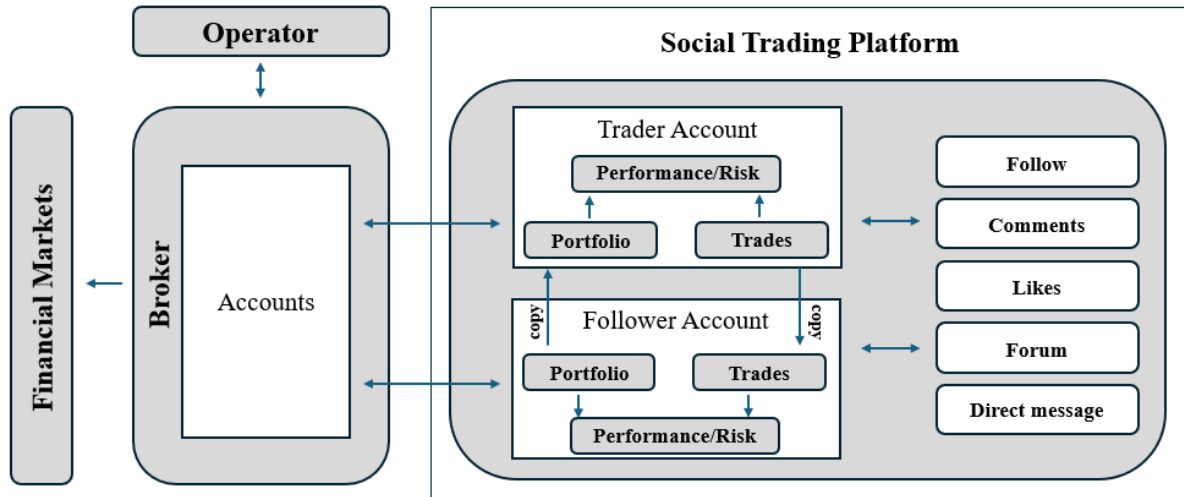 Operator
Social Trading Platform
Financial Markets
Broker
Accounts
Trader Account
Performance/Risk
Portfolio
Trades
copy
copy
Follower Account
Portfolio
Trades
Performance/Risk
Follow
Comments
Likes
Forum
Direct message